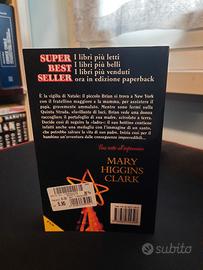 SUPER
BEST
SELLER
I libri più letti
I libri più belli
I libri più venduti
ora in edizione paperback
È la vigilia di Natale: il piccolo Brian si trova a New York
con il fratellino maggiore e la mamma, per assistere il
papà, gravemente ammalato. Mentre sono fermi sulla
Quinta Strada, sfavillante di luci, Brian vede una donna
raccogliere il portafoglio di sua madre, scivolato a terra.
Decide così di seguire la «ladra»: il suo bottino contiene
infatti anche una medaglia con l'immagine di un santo,
che potrebbe salvare la vita di suo padre. Inizia così per il
bambino un'avventura dalle conseguenze imprevedibili.
MARY
HIGGINS
CLARK
5,90
subito